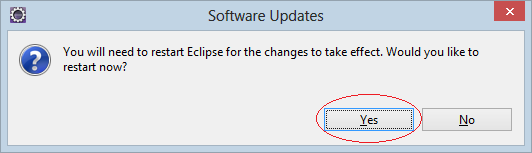 Software Updates
You will need to restart Eclipse for the changes to take effect. Would you like to
restart now?
Yes
No